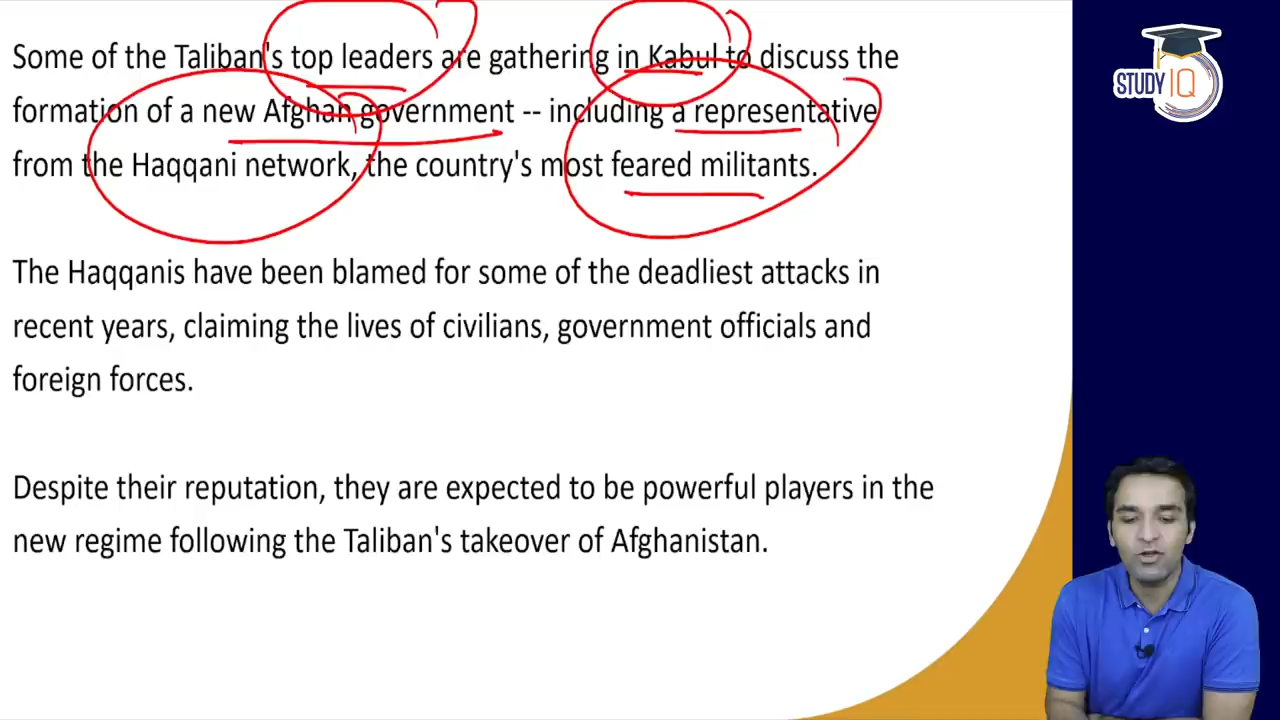 Some of the Taliban's top leaders are gathering in Kabul to discuss the
formation of a new Afghan government -- including a representative
from the Haqqani network, the country's most feared militants.
The Haqqanis have been blamed for some of the deadliest attacks in
recent years, claiming the lives of civilians, government officials and
foreign forces.
Despite their reputation, they are expected to be powerful players in the
new regime following the Taliban's takeover of Afghanistan.
STUDY IQ